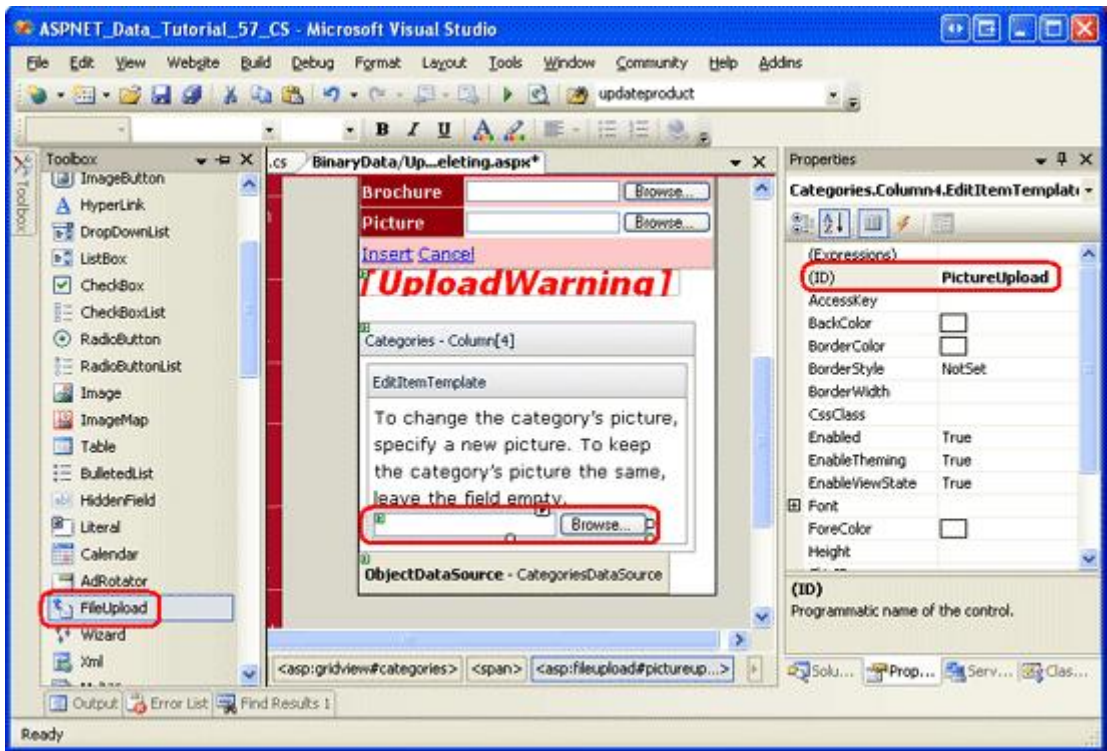 ASPNET_Data_Tutorial_57_CS - Microsoft Visual Studio
File Edit View Website Build Debug Format Layout Tools Window Community Help Addins
updateproduct
B I U A
Toolbox
Toolbox
ImageButton
HyperLink
DropDownList
ListBox
CheckBox
CheckBoxList
RadioButton
RadioButtonList
Image
ImageMap
Table
BulletedList
HiddenField
Literal
Calendar
AdRotator
FileUpload
Wizard
Xml
.cs BinaryData/Up...eleting.aspx*
Brochure Browse...
Picture Browse...
Insert Cancel
[UploadWarning]
Categories - Column[4]
EditItemTemplate
To change the category's picture,
specify a new picture. To keep
the category's picture the same,
leave the field empty.
Browse...
ObjectDataSource - CategoriesDataSource
<asp:gridview#categories> <span> <asp:fileupload#pictureup...>
Properties
Categories.Column4.EditItemTemplate
(Expressions)
(ID) PictureUpload
AccessKey
BackColor
BorderColor
BorderStyle NotSet
BorderWidth
CssClass
Enabled True
EnableTheming True
EnableViewState True
Font
ForeColor
Height
(ID)
Programmatic name of the control.
Solu... Prop... Serv... Clas...
Output Error List Find Results 1
Ready